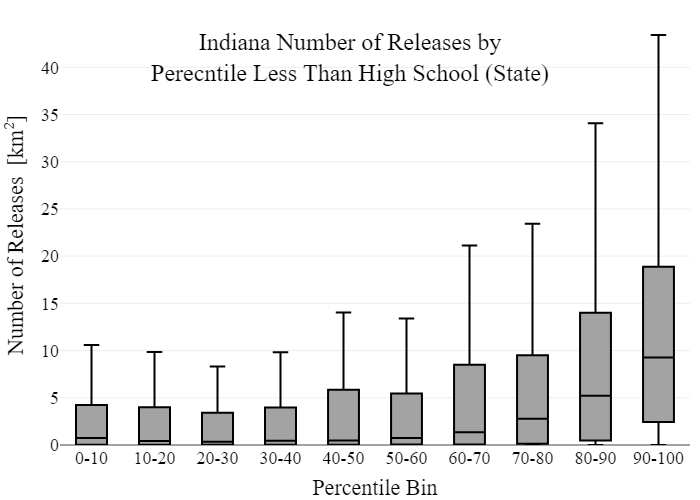 Indiana Number of Releases by
Perecntile Less Than High School (State)
Number of Releases [km²]
40
35
30
25
20
15
10
5
0
0-10 10-20 20-30 30-40 40-50 50-60 60-70 70-80 80-90 90-100
Percentile Bin